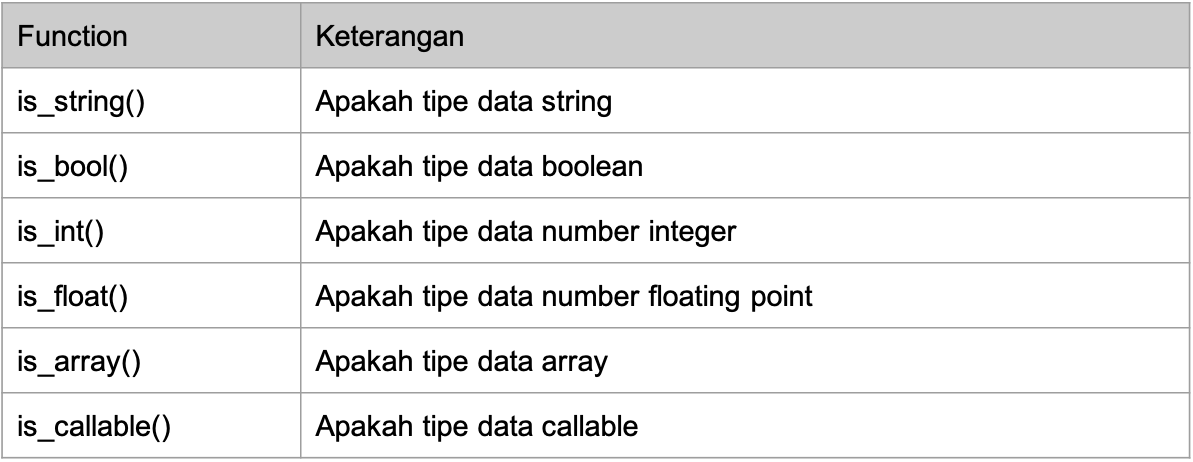 Function Keterangan
is_string() Apakah tipe data string
is_bool() Apakah tipe data boolean
is_int() Apakah tipe data number integer
is_float() Apakah tipe data number floating point
is_array() Apakah tipe data array
is_callable() Apakah tipe data callable